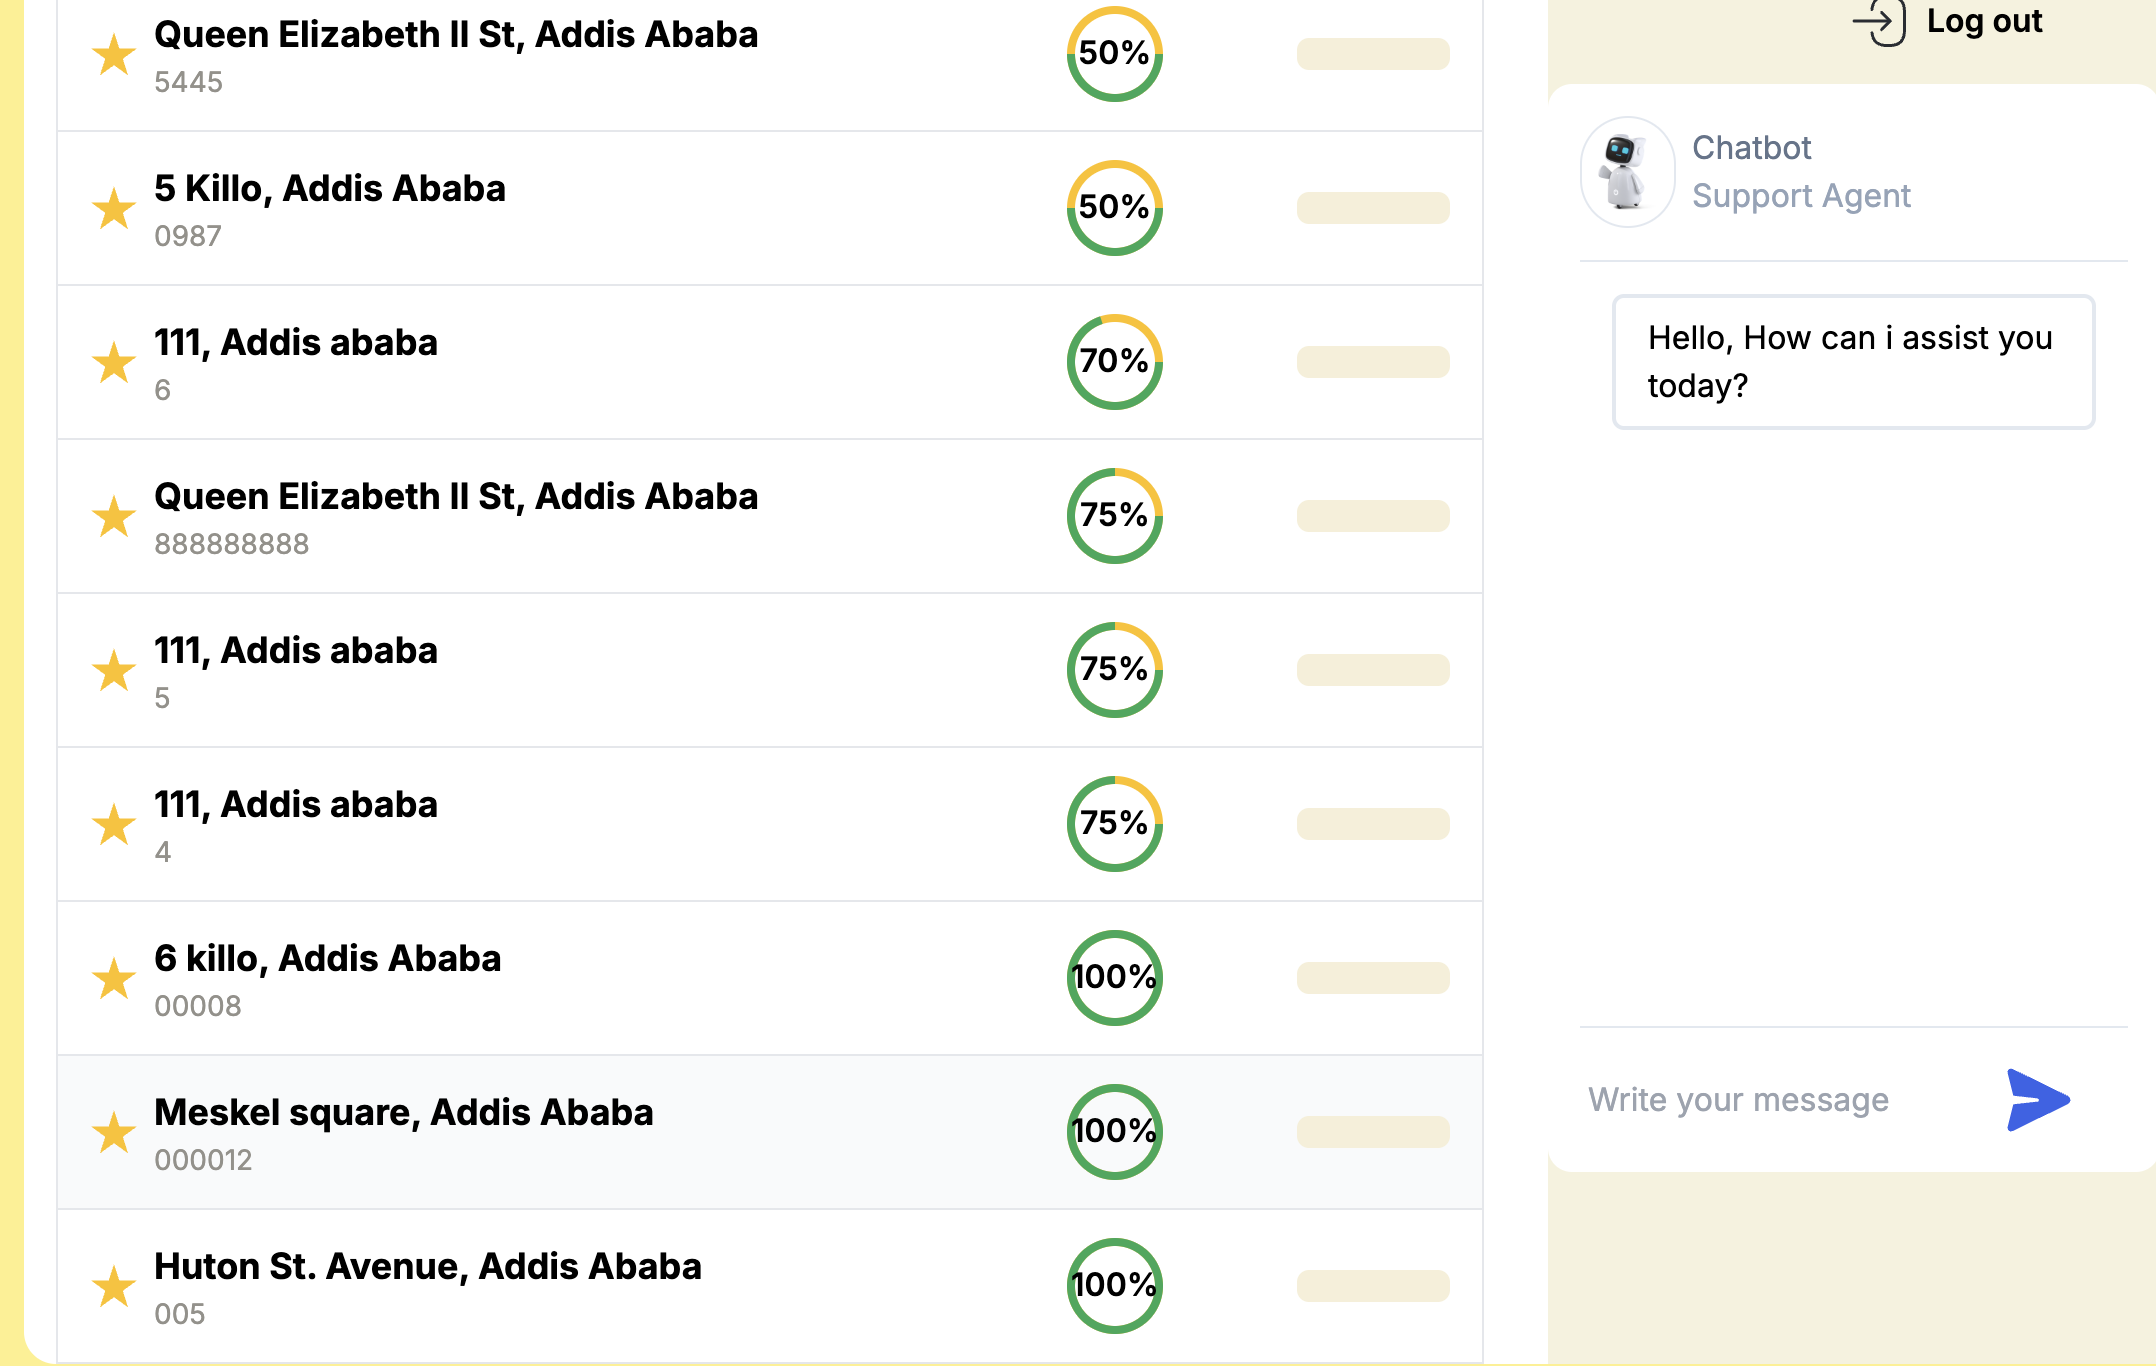 Queen Elizabeth II St, Addis Ababa
5445
50%
5 Killo, Addis Ababa
0987
50%
111, Addis ababa
6
70%
Queen Elizabeth II St, Addis Ababa
888888888
75%
111, Addis ababa
5
75%
111, Addis ababa
4
75%
6 killo, Addis Ababa
00008
100%
Meskel square, Addis Ababa
000012
100%
Huton St. Avenue, Addis Ababa
005
100%
Log out
Chatbot
Support Agent
Hello, How can i assist you
today?
Write your message